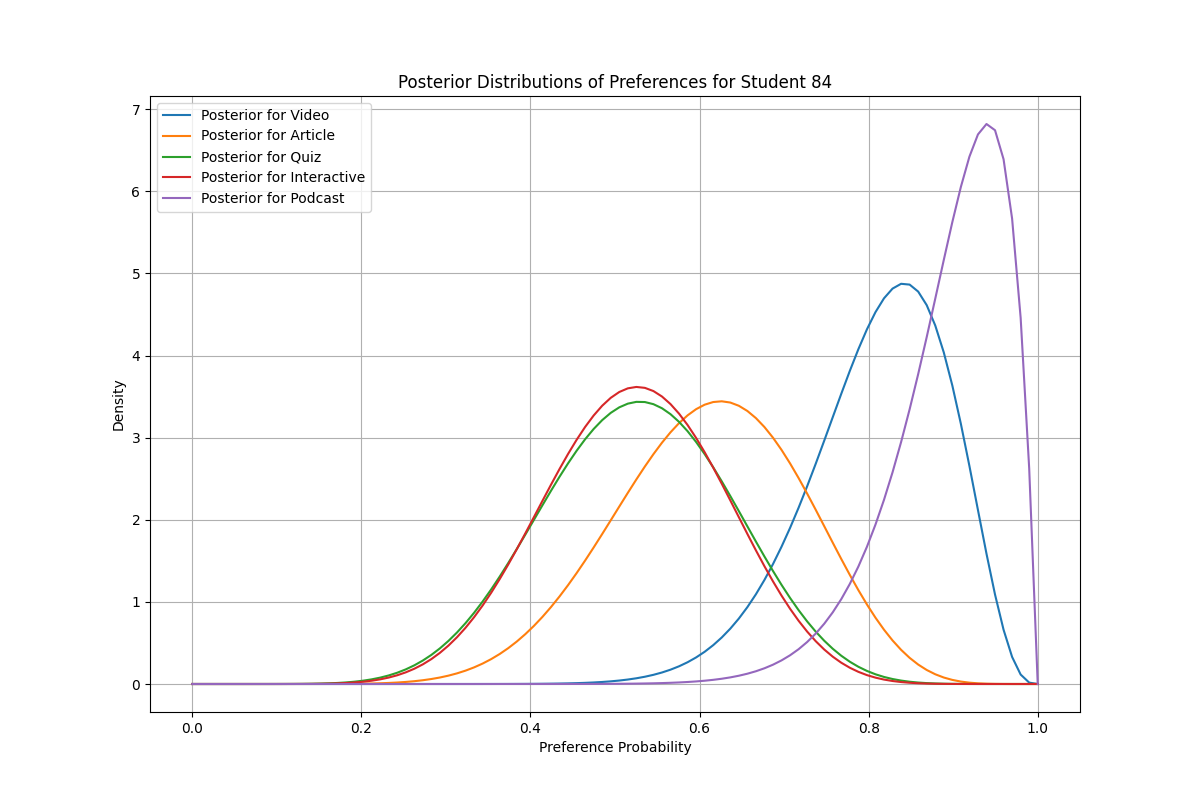 Posterior Distributions of Preferences for Student 84
7
6
5
4
3
2
1
0
Density
Posterior for Video
Posterior for Article
Posterior for Quiz
Posterior for Interactive
Posterior for Podcast
0.0 0.2 0.4 0.6 0.8 1.0
Preference Probability